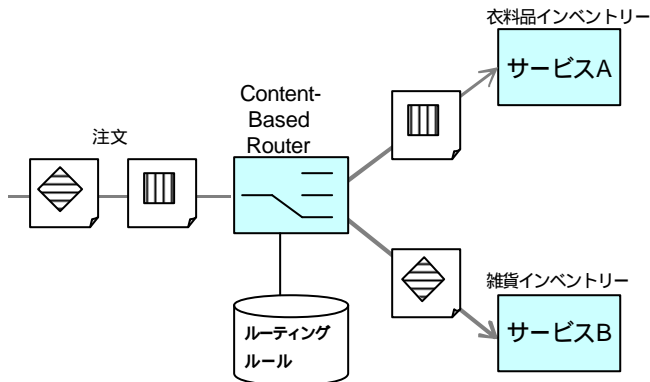 衣料品インベントリー
サービスA
Content-
Based
Router
注文
雑貨インベントリー
サービスB
ルーティング
ルール